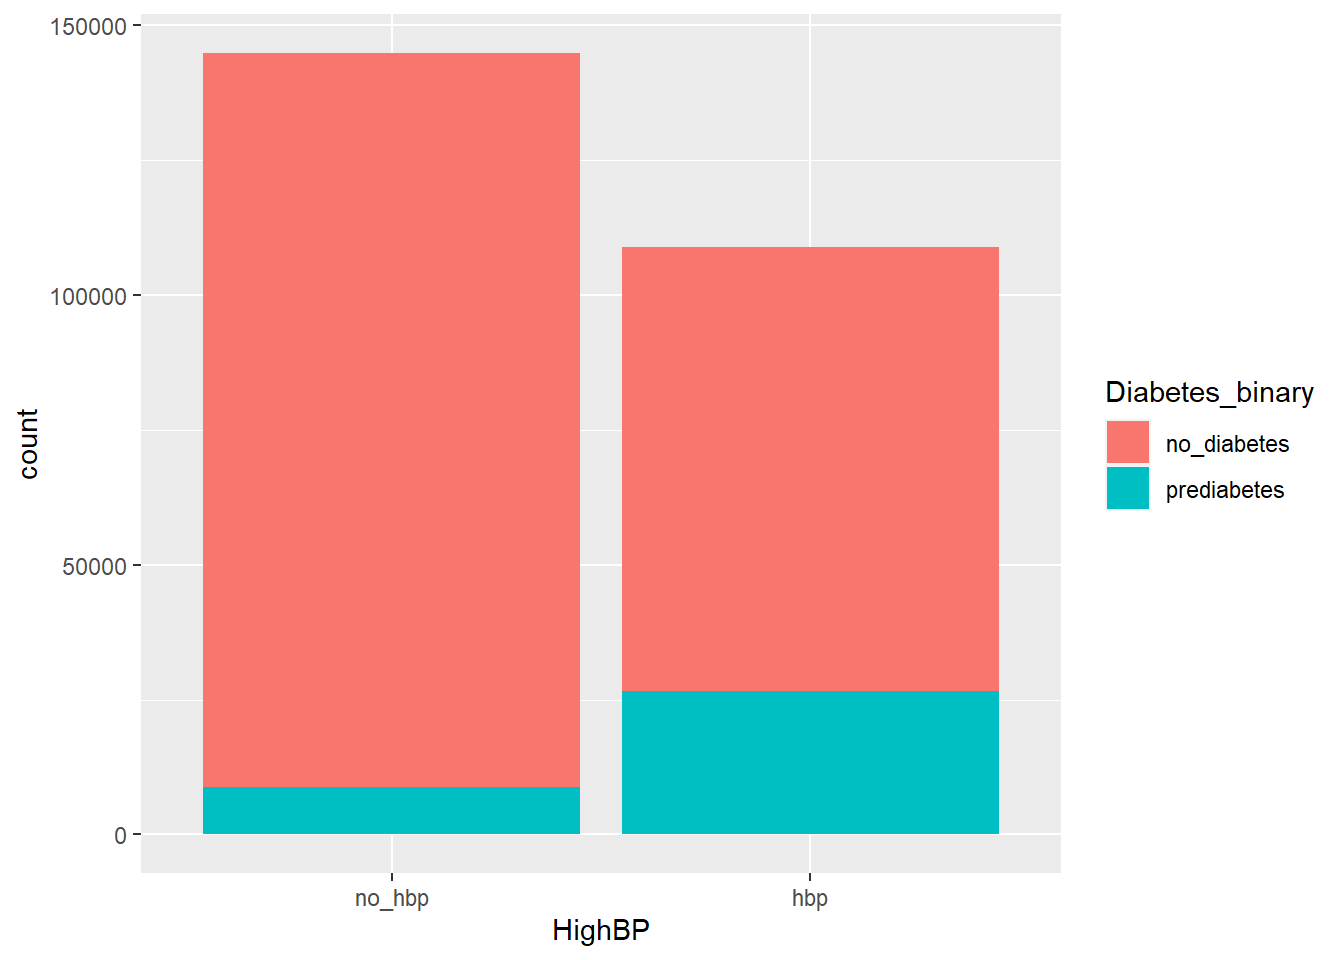 150000
100000
50000
0
count
no_hbp
hbp
HighBP
Diabetes_binary
no_diabetes
prediabetes